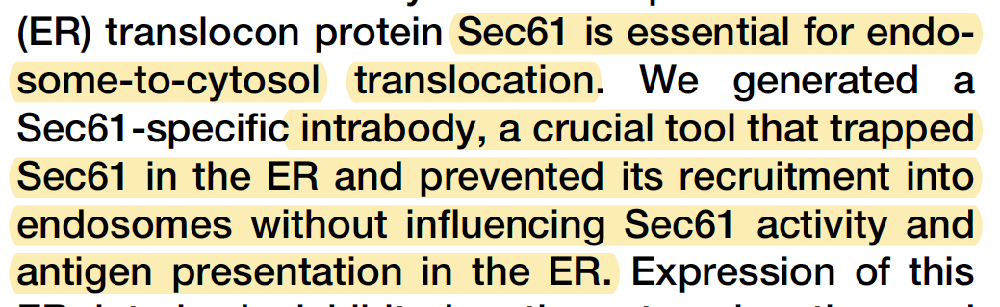 (ER) translocon protein Sec61 is essential for endo-
some-to-cytosol translocation. We generated a
Sec61-specific intrabody, a crucial tool that trapped
Sec61 in the ER and prevented its recruitment into
endosomes without influencing Sec61 activity and
antigen presentation in the ER. Expression of this